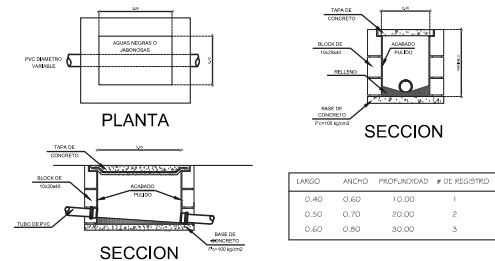 LARGO
AGUAS NEGRAS O
JABONOSAS
LARGO
PVC DIAMETRO
VARIABLE
PLANTA
TAPA DE
CONCRETO
BLOCK DE
10x20x40
ACABADO
PULIDO
RELLENO
BASE DE
CONCRETO
f'c=100 kg/cm2
VARIABLE
SECCION
TAPA DE
CONCRETO
BLOCK DE
10x20x40
ACABADO
PULIDO
TUBO DE PVC
BASE DE
CONCRETO
f'c=100 kg/cm2
SECCION
LARGO ANCHO PROFUNDIDAD # DE REGISTRO
0.40 0.60 10.00 1
0.50 0.70 20.00 2
0.60 0.80 30.00 3